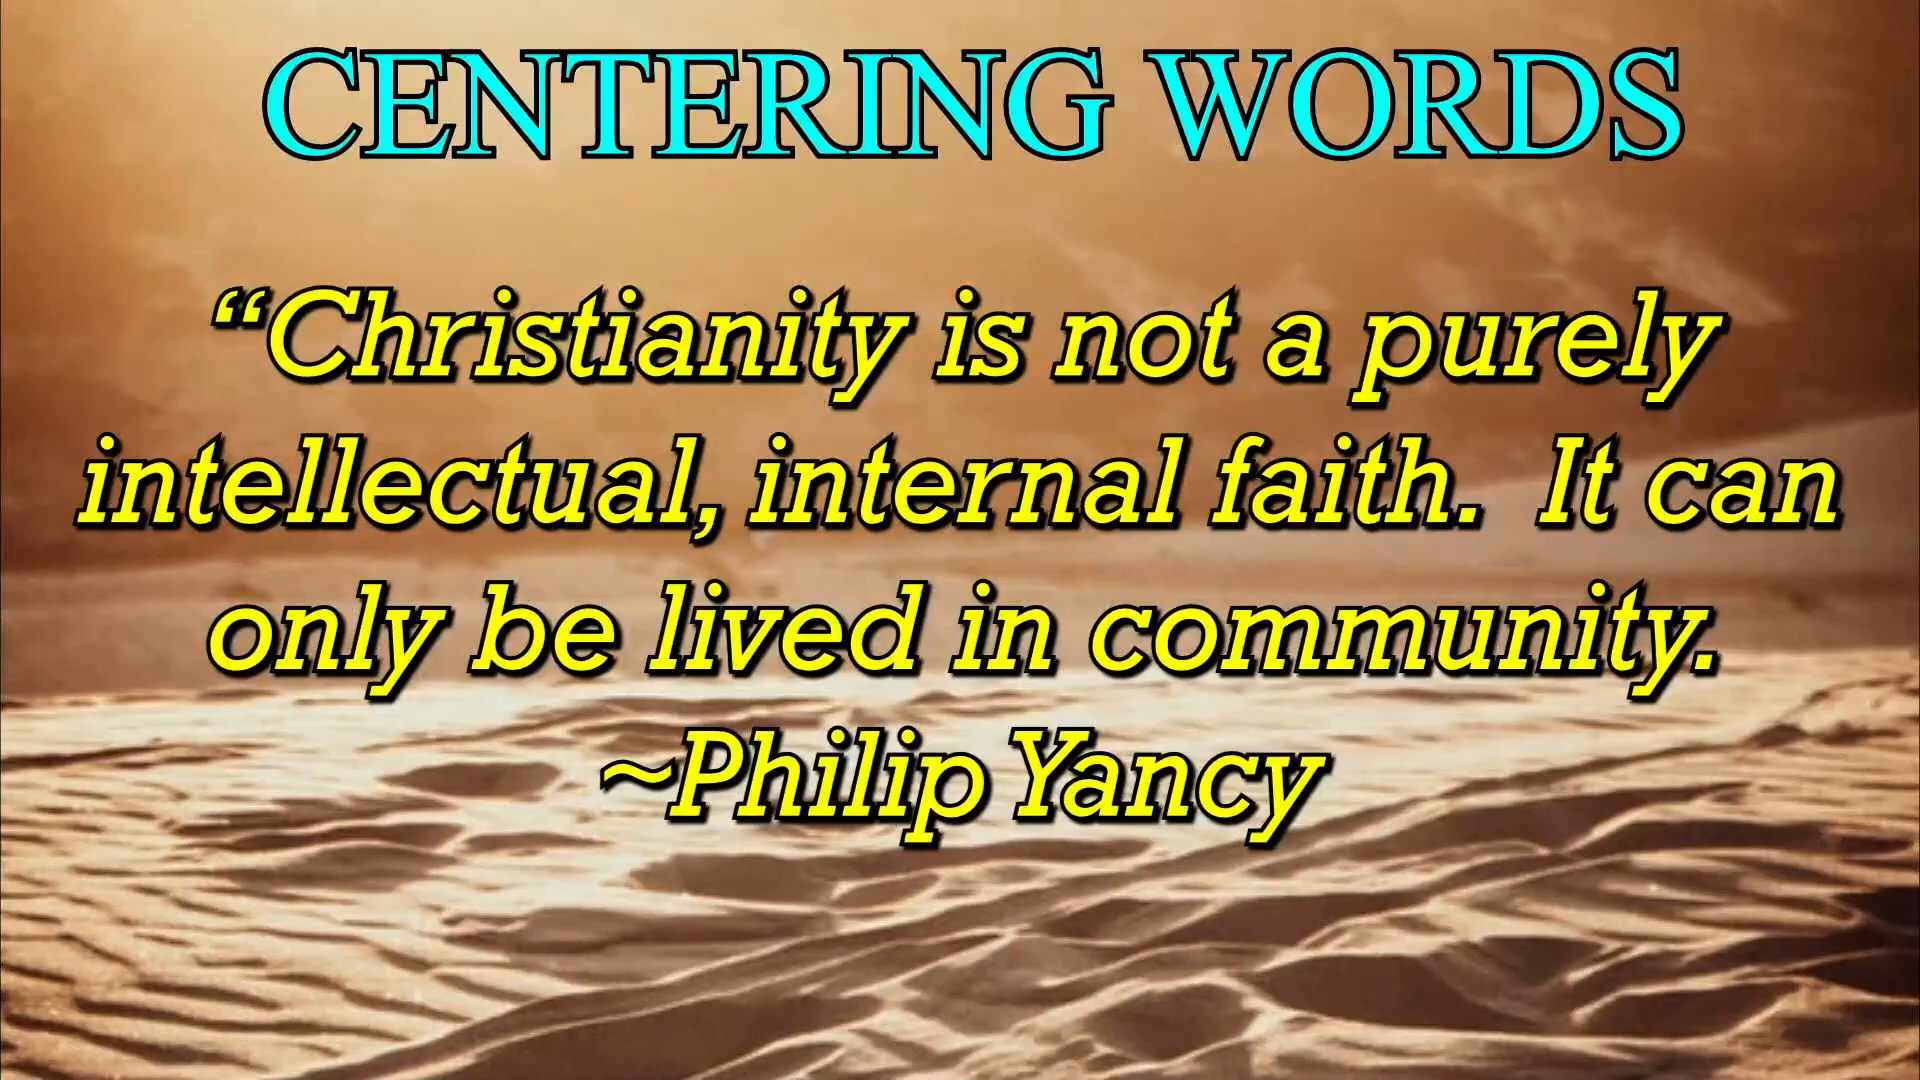 CENTERING WORDS
“Christianity is not a purely
intellectual, internal faith.  It can
only be lived in community.
~Philip Yancy